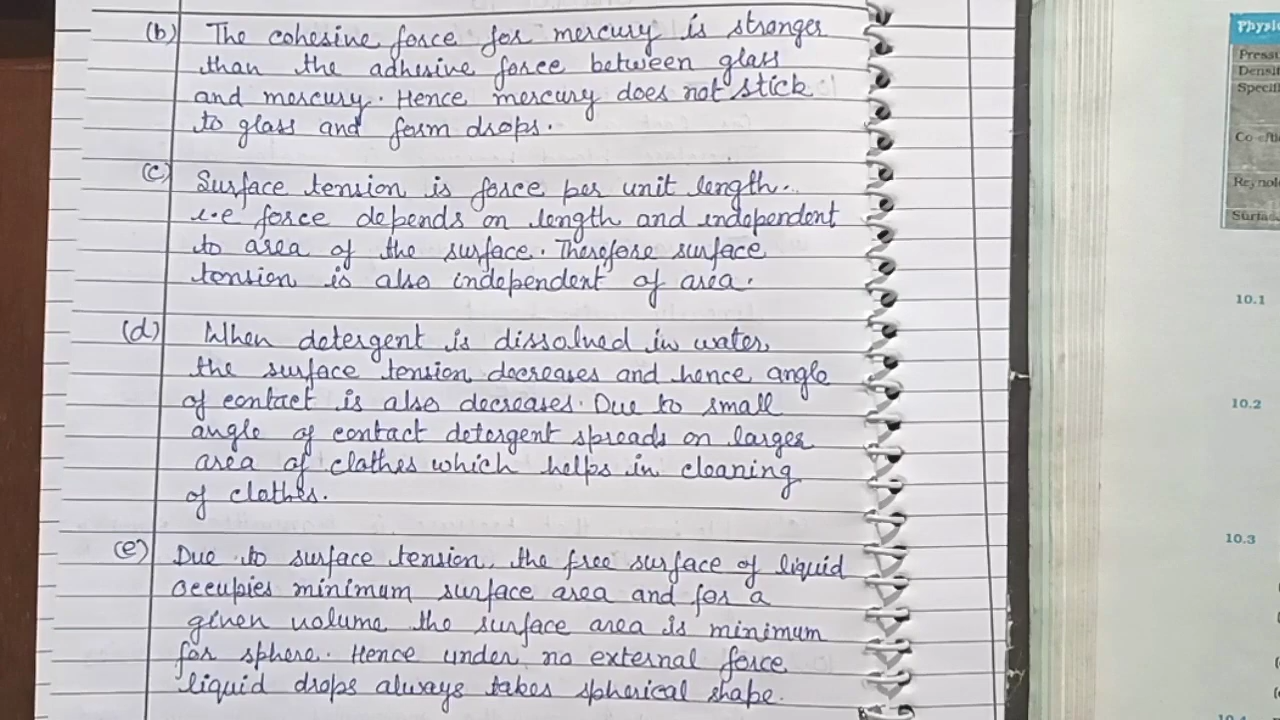 (b) The cohesive force for mercury is stronger
than the adhesive force between glass
and mercury. Hence mercury does not stick
to glass and form drops.
(c) Surface tension is force per unit length.
i.e force depends on length and independent
to area of the surface. Therefore surface
tension is also independent of area.
(d) When detergent is dissolved in water,
the surface tension decreases and hence angle
of contact is also decreases. Due to small
angle of contact detergent spreads on larger
area of clothes which helps in cleaning
of clothes.
(e) Due to surface tension, the free surface of liquid
occupies minimum surface area and for a
given volume the surface area is minimum
for sphere. Hence under no external force
liquid drops always takes spherical shape.
Physi
Pressu
Densit
Specifi
Co-effi
Reynol
Surfac
10.1
10.2
10.3